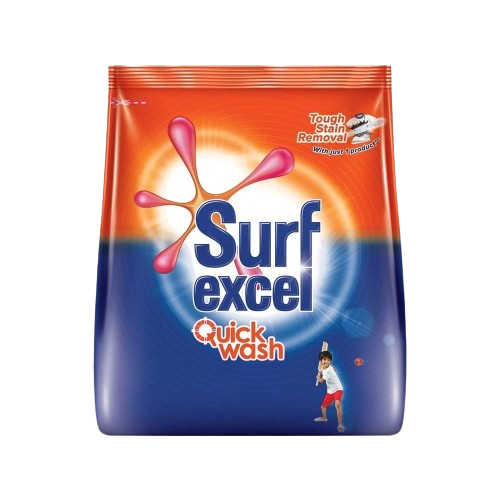 Tough
Stain
Removal
With just 1 product*
Surf
excel
Quick
wash